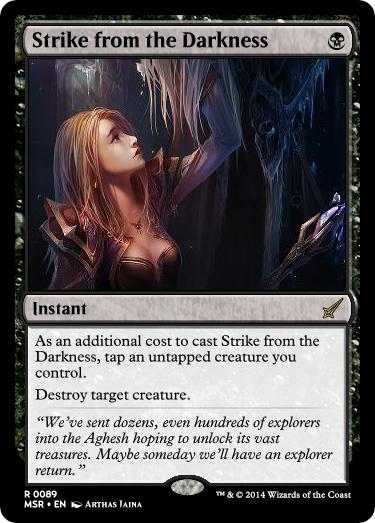 Strike from the Darkness
Instant
As an additional cost to cast Strike from the
Darkness, tap an untapped creature you
control.
Destroy target creature.
“We’ve sent dozens, even hundreds of explorers
into the Aghesh hoping to unlock its vast
treasures. Maybe someday we’ll have an explorer
return.”
R 0089
MSR • EN Arthas Jaina
™ & © 2014 Wizards of the Coast